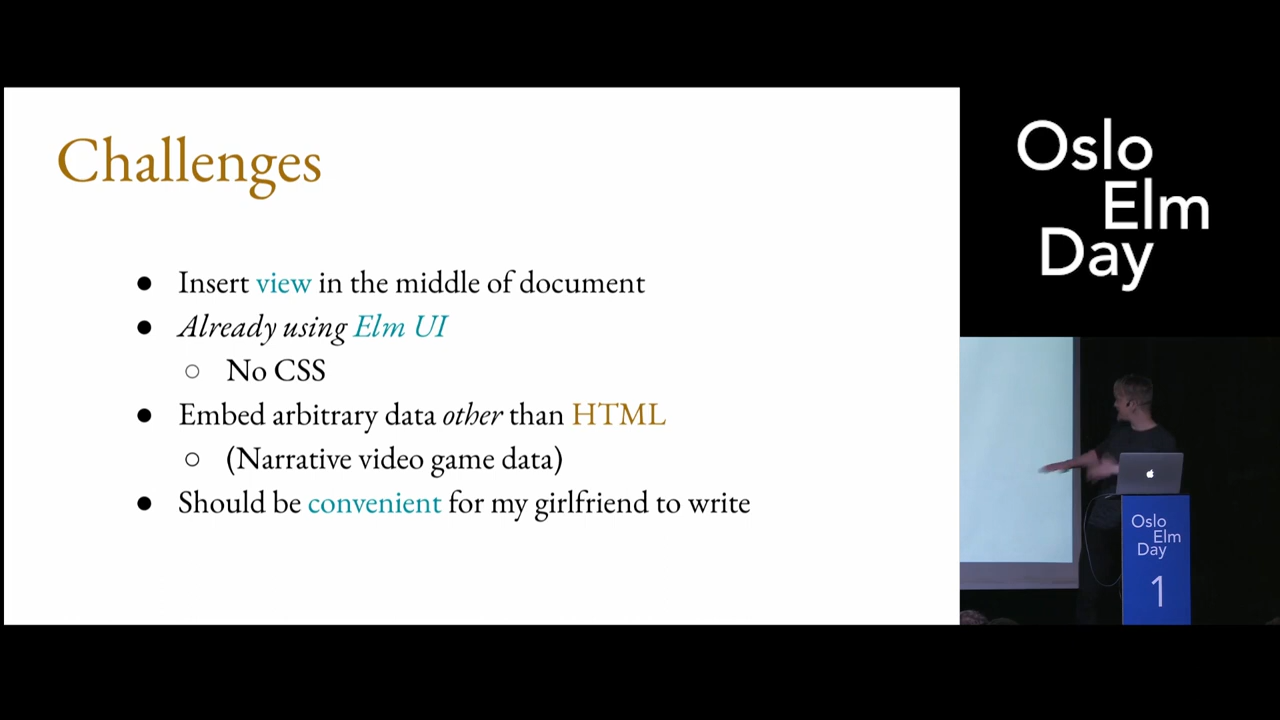 Challenges
● Insert view in the middle of document
● Already using Elm UI
○ No CSS
● Embed arbitrary data other than HTML
○ (Narrative video game data)
● Should be convenient for my girlfriend to write
Oslo
Elm
Day
Oslo
Elm
Day
1